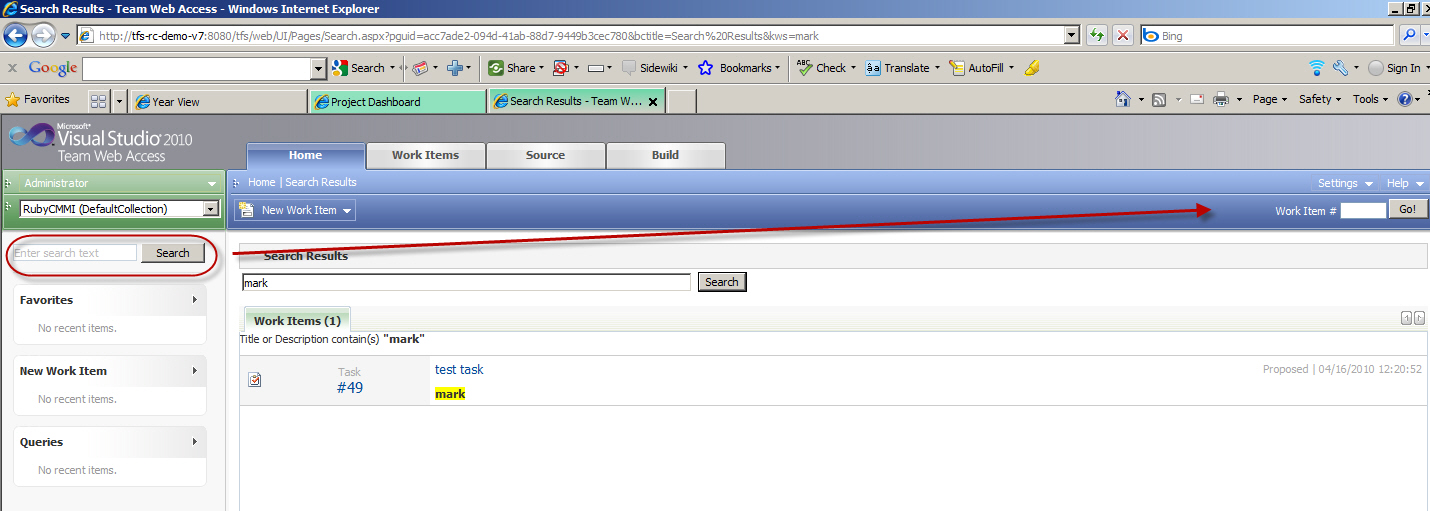 Search Results - Team Web Access - Windows Internet Explorer
http://tfs-rc-demo-v7:8080/tfs/web/UI/Pages/Search.aspx?pguid=acc7ade2-094d-41ab-88d7-9449b3cec780&bctitle=Search%20Results&kws=mark
Bing
x Google Search Share Sidewiki Bookmarks ABC Check Translate AutoFill Sign In
Favorites Year View Project Dashboard Search Results - Team W... Page Safety Tools
Microsoft
Visual Studio 2010
Team Web Access
Home Work Items Source Build
Administrator Home | Search Results Settings Help
RubyCMMI (DefaultCollection) New Work Item Work Item # Go!
Enter search text Search
Search Results
mark Search
Favorites
No recent items.
New Work Item
No recent items.
Queries
No recent items.
Work Items (1)
Title or Description contain(s) "mark"
Task
#49
test task
mark
Proposed | 04/16/2010 12:20:52